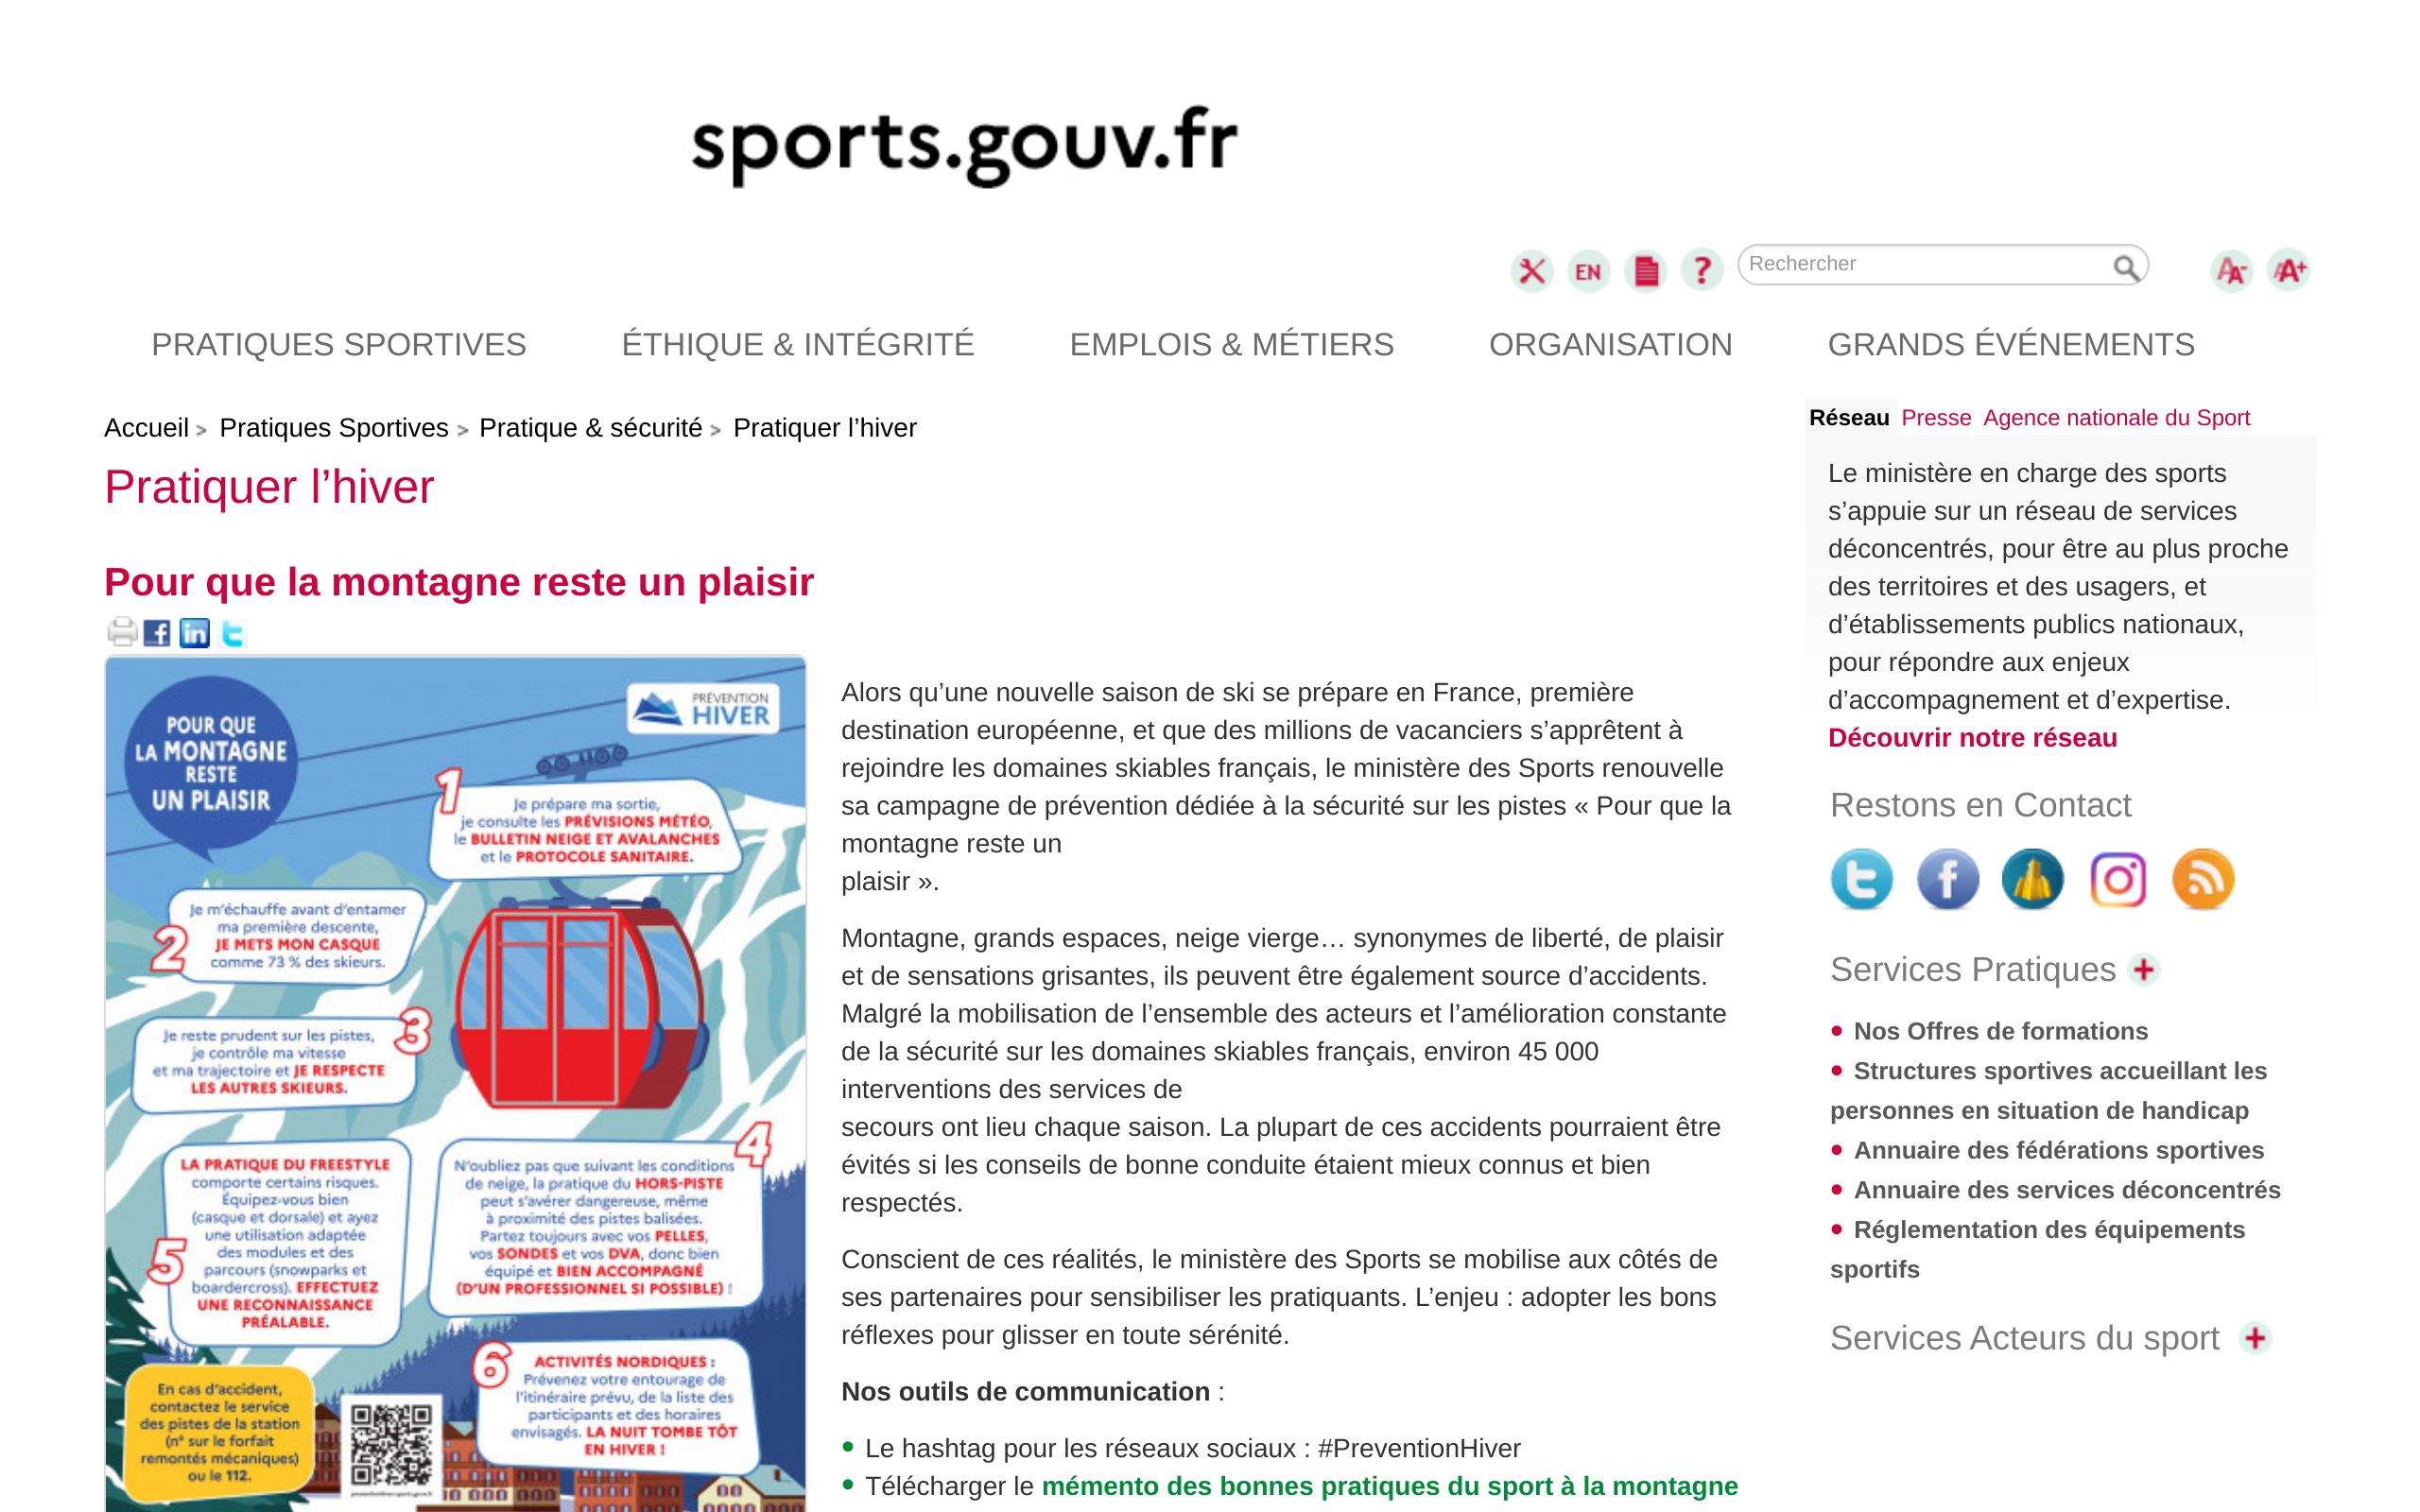 sports.gouv.fr
EN
?
Rechercher
AA-
AA+
PRATIQUES SPORTIVES
ÉTHIQUE & INTÉGRITÉ
EMPLOIS & MÉTIERS
ORGANISATION
GRANDS ÉVÉNEMENTS
Accueil > Pratiques Sportives > Pratique & sécurité > Pratiquer l’hiver
Pratiquer l’hiver
Pour que la montagne reste un plaisir
POUR QUE
LA MONTAGNE
RESTE
UN PLAISIR
PRÉVENTION
HIVER
1
Je prépare ma sortie,
je consulte les PRÉVISIONS MÉTÉO,
le BULLETIN NEIGE ET AVALANCHES
et le PROTOCOLE SANITAIRE.
2
Je m’échauffe avant d’entamer
ma première descente,
JE METS MON CASQUE
comme 73 % des skieurs.
3
Je reste prudent sur les pistes,
je contrôle ma vitesse
et ma trajectoire et JE RESPECTE
LES AUTRES SKIEURS.
4
N’oubliez pas que suivant les conditions
de neige, la pratique du HORS-PISTE
peut s’avérer dangereuse, même
à proximité des pistes balisées.
Partez toujours avec vos PELLES,
vos SONDES et vos DVA, donc bien
équipé et BIEN ACCOMPAGNÉ
(D’UN PROFESSIONNEL SI POSSIBLE) !
5
LA PRATIQUE DU FREESTYLE
comporte certains risques.
Équipez-vous bien
(casque et dorsale) et ayez
une utilisation adaptée
des modules et des
parcours (snowparks et
boardercross). EFFECTUEZ
UNE RECONNAISSANCE
PRÉALABLE.
6
ACTIVITÉS NORDIQUES :
Prévenez votre entourage de
l’itinéraire prévu, de la liste des
participants et des horaires
envisagés. LA NUIT TOMBE TÔT
EN HIVER !
En cas d’accident,
contactez le service
des pistes de la station
(n° sur le forfait
remontés mécaniques)
ou le 112.
Alors qu’une nouvelle saison de ski se prépare en France, première
destination européenne, et que des millions de vacanciers s’apprêtent à
rejoindre les domaines skiables français, le ministère des Sports renouvelle
sa campagne de prévention dédiée à la sécurité sur les pistes « Pour que la
montagne reste un
plaisir ».
Montagne, grands espaces, neige vierge… synonymes de liberté, de plaisir
et de sensations grisantes, ils peuvent être également source d’accidents.
Malgré la mobilisation de l’ensemble des acteurs et l’amélioration constante
de la sécurité sur les domaines skiables français, environ 45 000
interventions des services de
secours ont lieu chaque saison. La plupart de ces accidents pourraient être
évités si les conseils de bonne conduite étaient mieux connus et bien
respectés.
Conscient de ces réalités, le ministère des Sports se mobilise aux côtés de
ses partenaires pour sensibiliser les pratiquants. L’enjeu : adopter les bons
réflexes pour glisser en toute sérénité.
Nos outils de communication :
• Le hashtag pour les réseaux sociaux : #PreventionHiver
• Télécharger le mémento des bonnes pratiques du sport à la montagne
Réseau Presse Agence nationale du Sport
Le ministère en charge des sports
s’appuie sur un réseau de services
déconcentrés, pour être au plus proche
des territoires et des usagers, et
d’établissements publics nationaux,
pour répondre aux enjeux
d’accompagnement et d’expertise.
Découvrir notre réseau
Restons en Contact
Services Pratiques +
• Nos Offres de formations
• Structures sportives accueillant les
personnes en situation de handicap
• Annuaire des fédérations sportives
• Annuaire des services déconcentrés
• Réglementation des équipements
sportifs
Services Acteurs du sport +